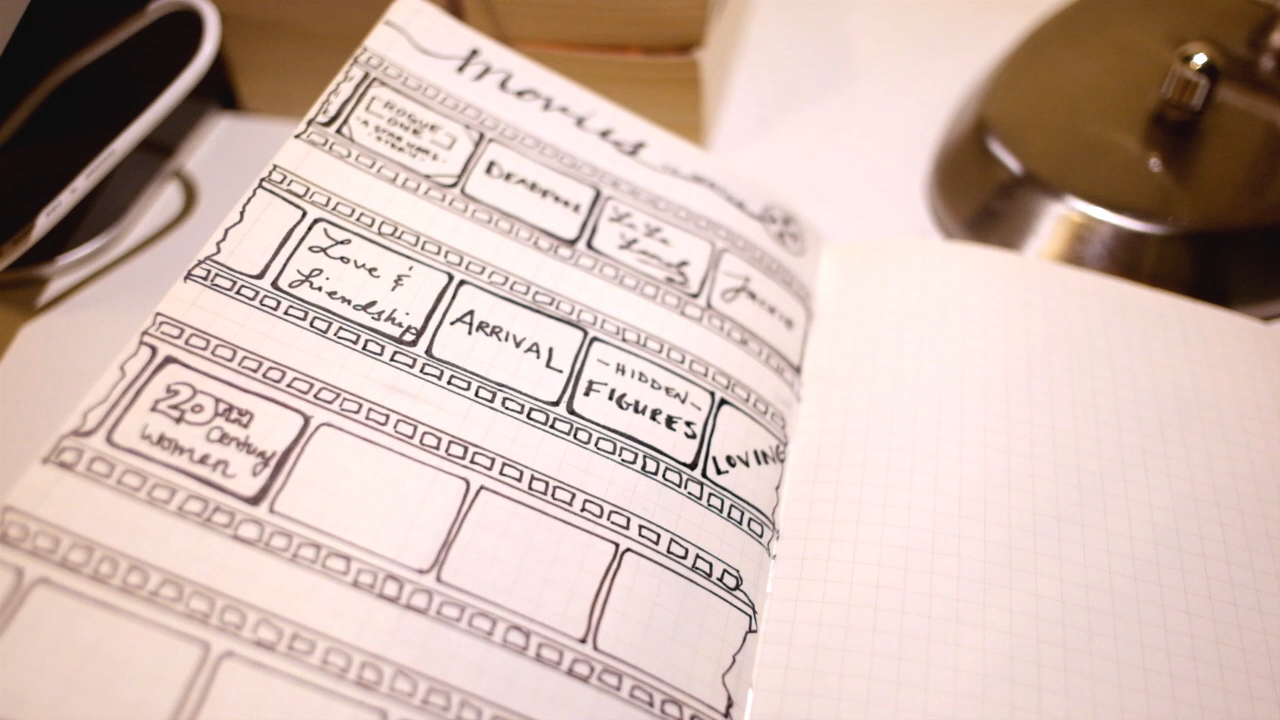 movies
ROGUE
ONE
A STAR WARS
STORY
DEADPOOL
La La
Land
Jackie
Love &
friendship
ARRIVAL
-HIDDEN-
FIGURES
LOVING
20TH
Century
Women